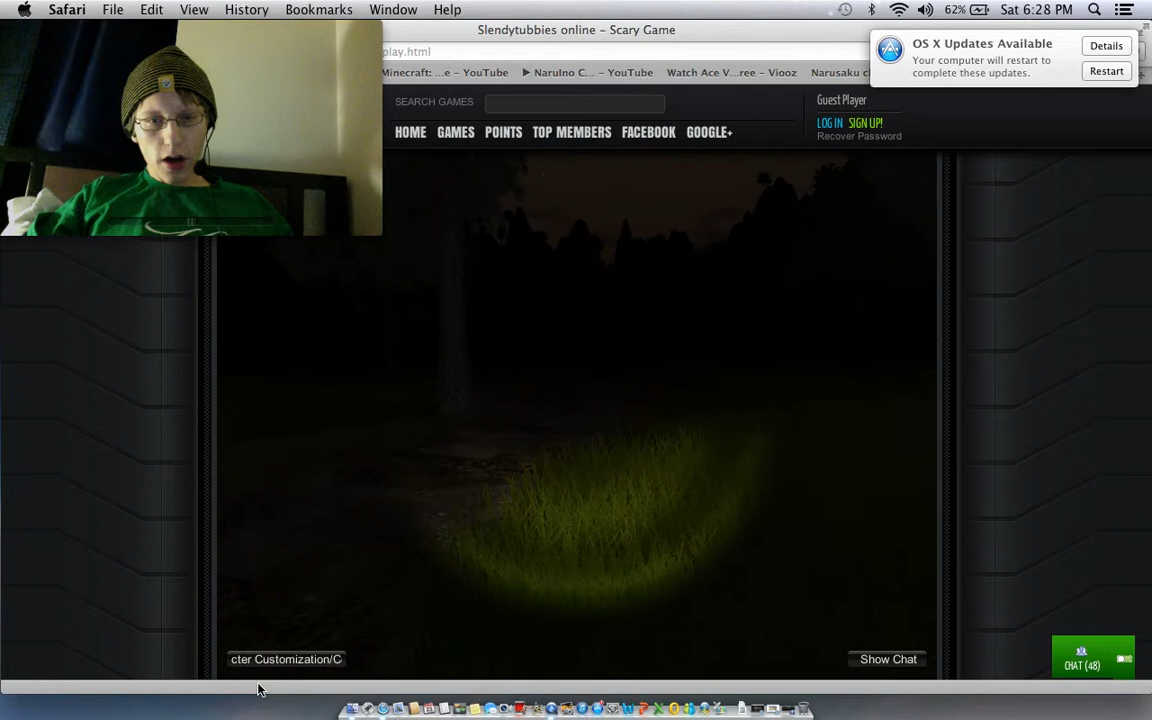 Safari File Edit View History Bookmarks Window Help 62% Sat 6:28 PM
Slendytubbies online – Scary Game
play.html
Minecraft: ...e – YouTube ▶ NaruIno C... – YouTube Watch Ace V...ree – Viooz Narusaku ch
OS X Updates Available
Your computer will restart to
complete these updates.
Details
Restart
SEARCH GAMES
Guest Player
LOG IN SIGN UP!
Recover Password
HOME GAMES POINTS TOP MEMBERS FACEBOOK GOOGLE+
cter Customization/C
Show Chat
CHAT (48)